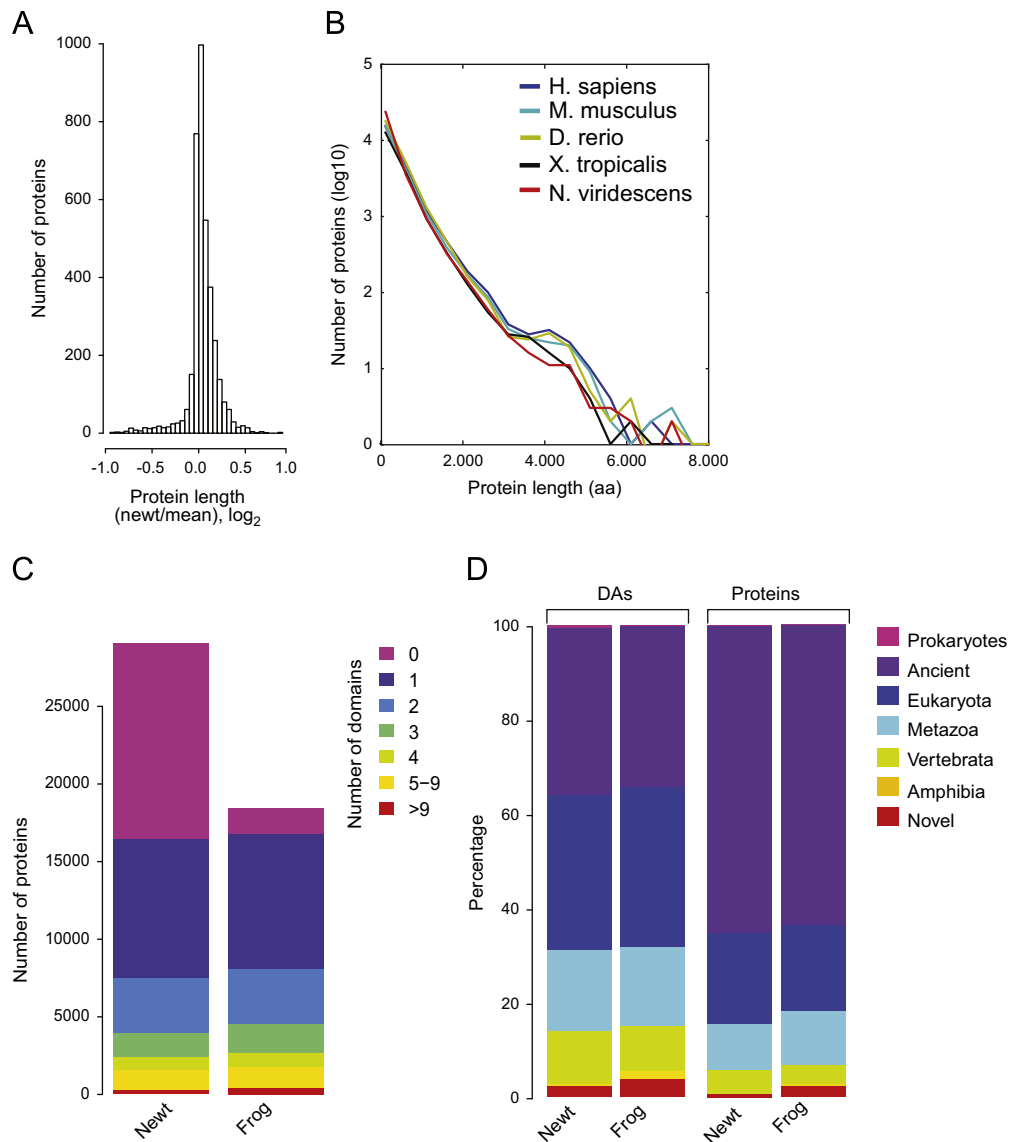 A
1000
800
600
400
200
0
Number of proteins
-1.0
-0.5
0.0
0.5
1.0
Protein length
(newt/mean), log2
B
5
4
3
2
1
0
Number of proteins (log10)
0
2.000
4.000
6.000
8.000
Protein length (aa)
H. sapiens
M. musculus
D. rerio
X. tropicalis
N. viridescens
C
25000
20000
15000
10000
5000
0
Number of proteins
Newt
Frog
Number of domains
0
1
2
3
4
5−9
>9
D
DAs
Proteins
100
80
60
40
20
0
Percentage
Newt
Frog
Newt
Frog
Prokaryotes
Ancient
Eukaryota
Metazoa
Vertebrata
Amphibia
Novel